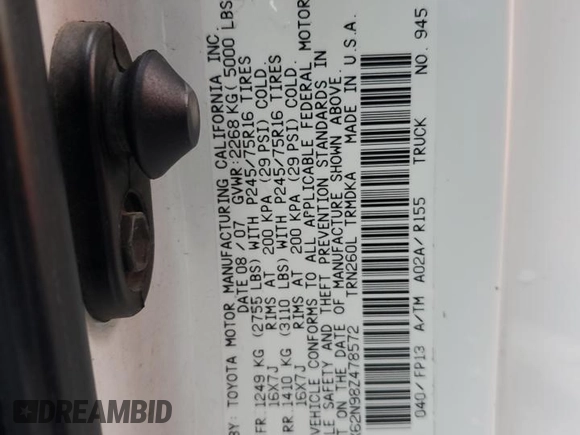 BY: TOYOTA MOTOR MANUFACTURING CALIFORNIA INC.
DATE 08/07 GVWR:2268 KG( 5000 LBS)
FR:1249 KG (2755 LBS) WITH P245/75R16 TIRES
16X7J RIMS AT 200 KPA (29 PSI) COLD.
RR:1410 KG (3110 LBS) WITH P245/75R16 TIRES
16X7J RIMS AT 200 KPA (29 PSI) COLD.
VEHICLE CONFORMS TO ALL APPLICABLE FEDERAL MOTOR
SAFETY AND THEFT PREVENTION STANDARDS IN
DATE OF MANUFACTURE SHOWN ABOVE.
X62N98Z478572 TRN260L TRMDKA MADE IN U.S.A.
040/FP13 A/TM A02A/R155 TRUCK NO. 945
© DEJAVUAUTO